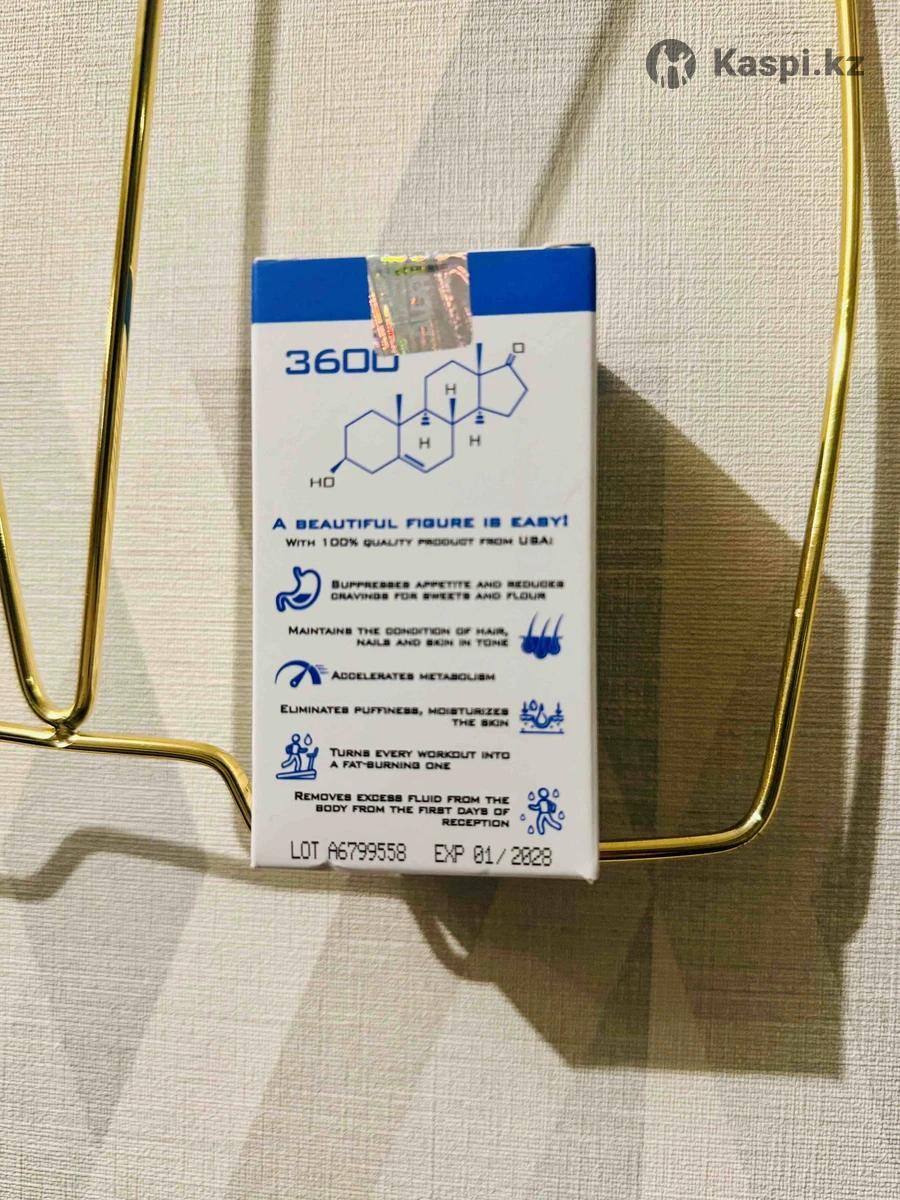 Kaspi.kz
3600
O
H
H
H
HO
A BEAUTIFUL FIGURE IS EASY!
WITH 100% QUALITY PRODUCT FROM USA!
SUPPRESSES APPETITE AND REDUCES
CRAVINGS FOR SWEETS AND FLOUR
MAINTAINS THE CONDITION OF HAIR,
NAILS AND SKIN IN TONE
ACCELERATES METABOLISM
ELIMINATES PUFFINESS, MOISTURIZES
THE SKIN
TURNS EVERY WORKOUT INTO
A FAT-BURNING ONE
REMOVES EXCESS FLUID FROM THE
BODY FROM THE FIRST DAYS OF
RECEPTION
LOT A6799558 EXP 01/2028